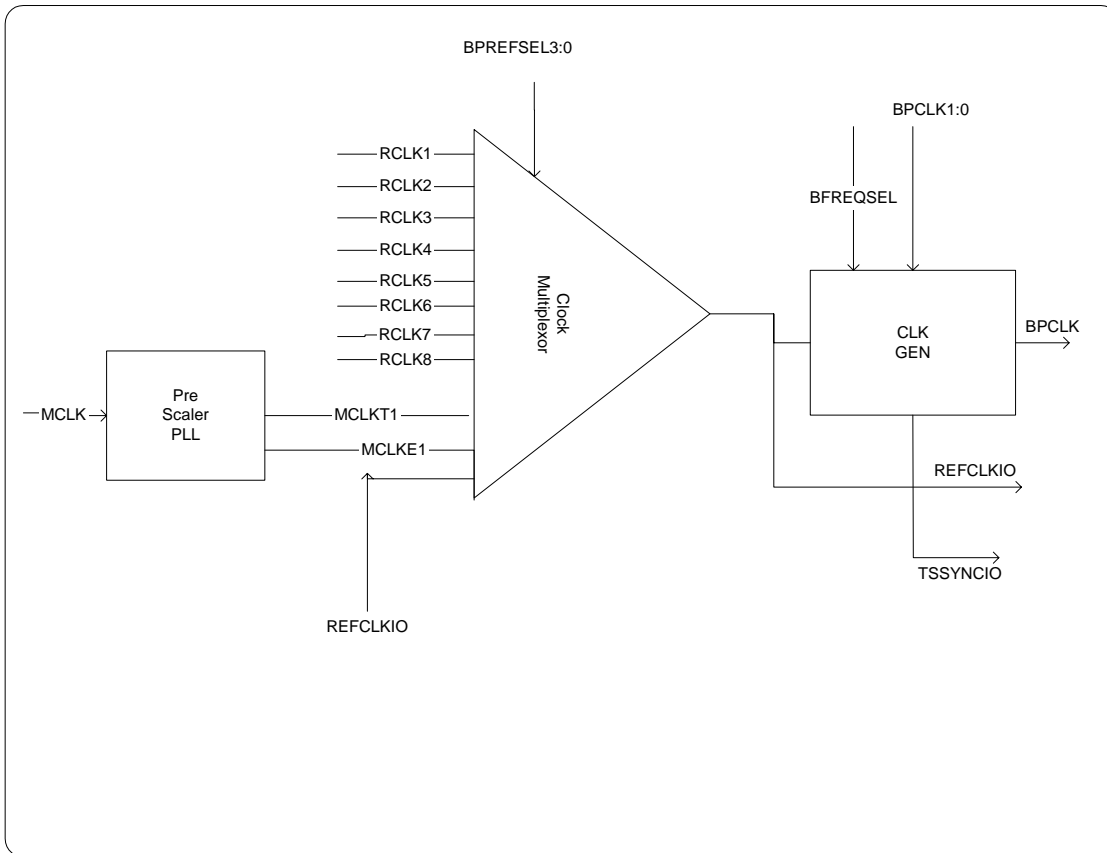 BPREFSEL3:0
BPCLK1:0
RCLK1
RCLK2
BFREQSEL
RCLK3
RCLK4
RCLK5
RCLK6
RCLK7
RCLK8
Clock
Multiplexor
CLK
GEN
BPCLK
Pre
Scaler
PLL
MCLK
MCLKT1
MCLKE1
REFCLKIO
TSSYNCIO
REFCLKIO